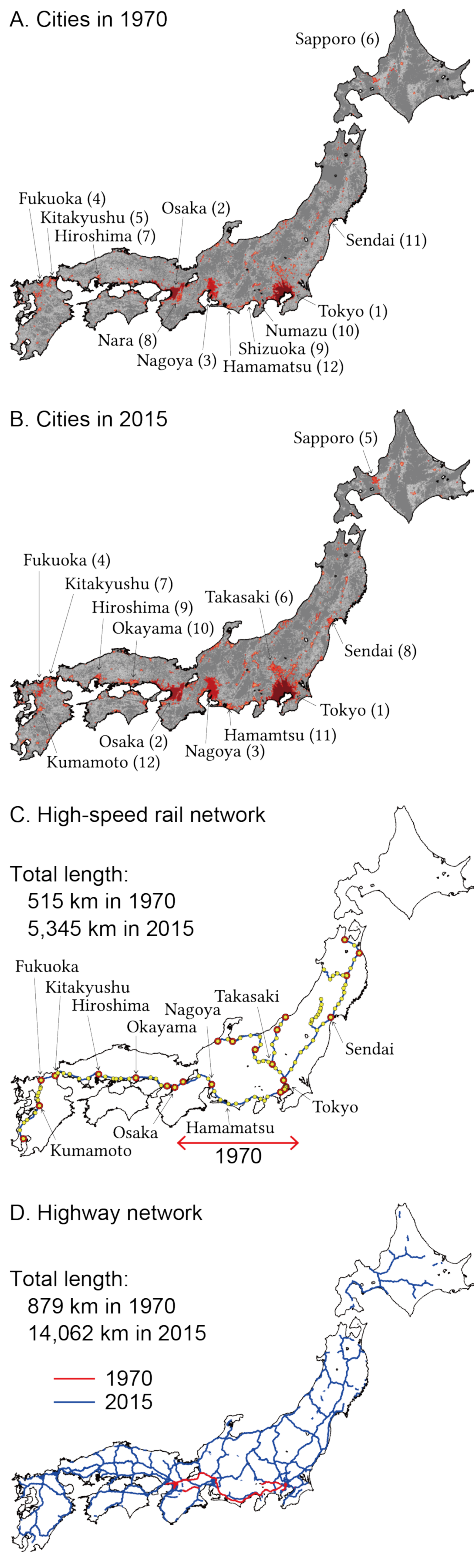 A. Cities in 1970
Sapporo (6)
Fukuoka (4)
Kitakyushu (5)
Hiroshima (7)
Osaka (2)
Sendai (11)
Tokyo (1)
Nara (8)
Numazu (10)
Shizuoka (9)
Nagoya (3)
Hamamatsu (12)
B. Cities in 2015
Sapporo (5)
Fukuoka (4)
Kitakyushu (7)
Hiroshima (9)
Takasaki (6)
Okayama (10)
Sendai (8)
Tokyo (1)
Osaka (2)
Hamamtsu (11)
Nagoya (3)
Kumamoto (12)
C. High-speed rail network
Total length:
515 km in 1970
5,345 km in 2015
Fukuoka
Kitakyushu
Hiroshima
Nagoya
Takasaki
Okayama
Sendai
Tokyo
Osaka
Hamamatsu
Kumamoto
1970
D. Highway network
Total length:
879 km in 1970
14,062 km in 2015
1970
2015